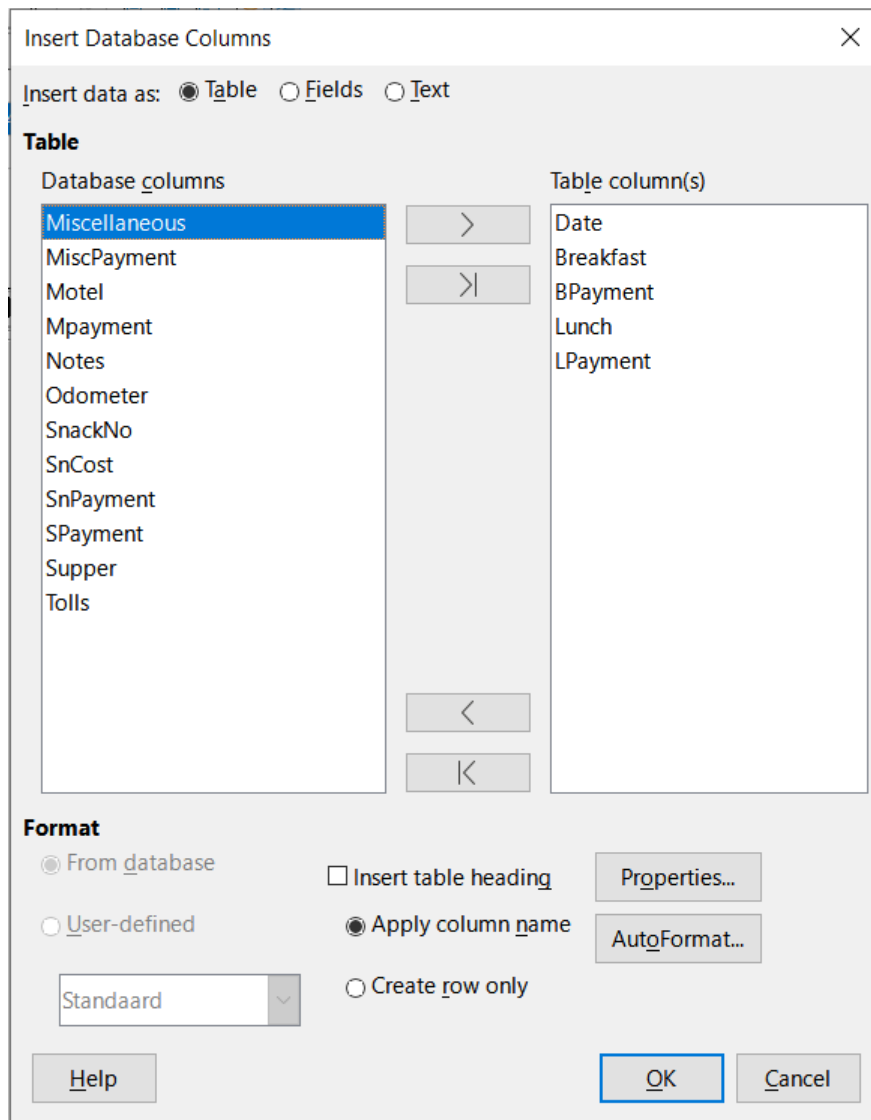 Insert Database Columns
Insert data as: Table Fields Text
Table
Database columns
Miscellaneous
MiscPayment
Motel
Mpayment
Notes
Odometer
SnackNo
SnCost
SnPayment
SPayment
Supper
Tolls
Table column(s)
Date
Breakfast
BPayment
Lunch
LPayment
Format
From database
User-defined
Standaard
Insert table heading
Apply column name
Create row only
Properties...
AutoFormat...
Help
OK
Cancel